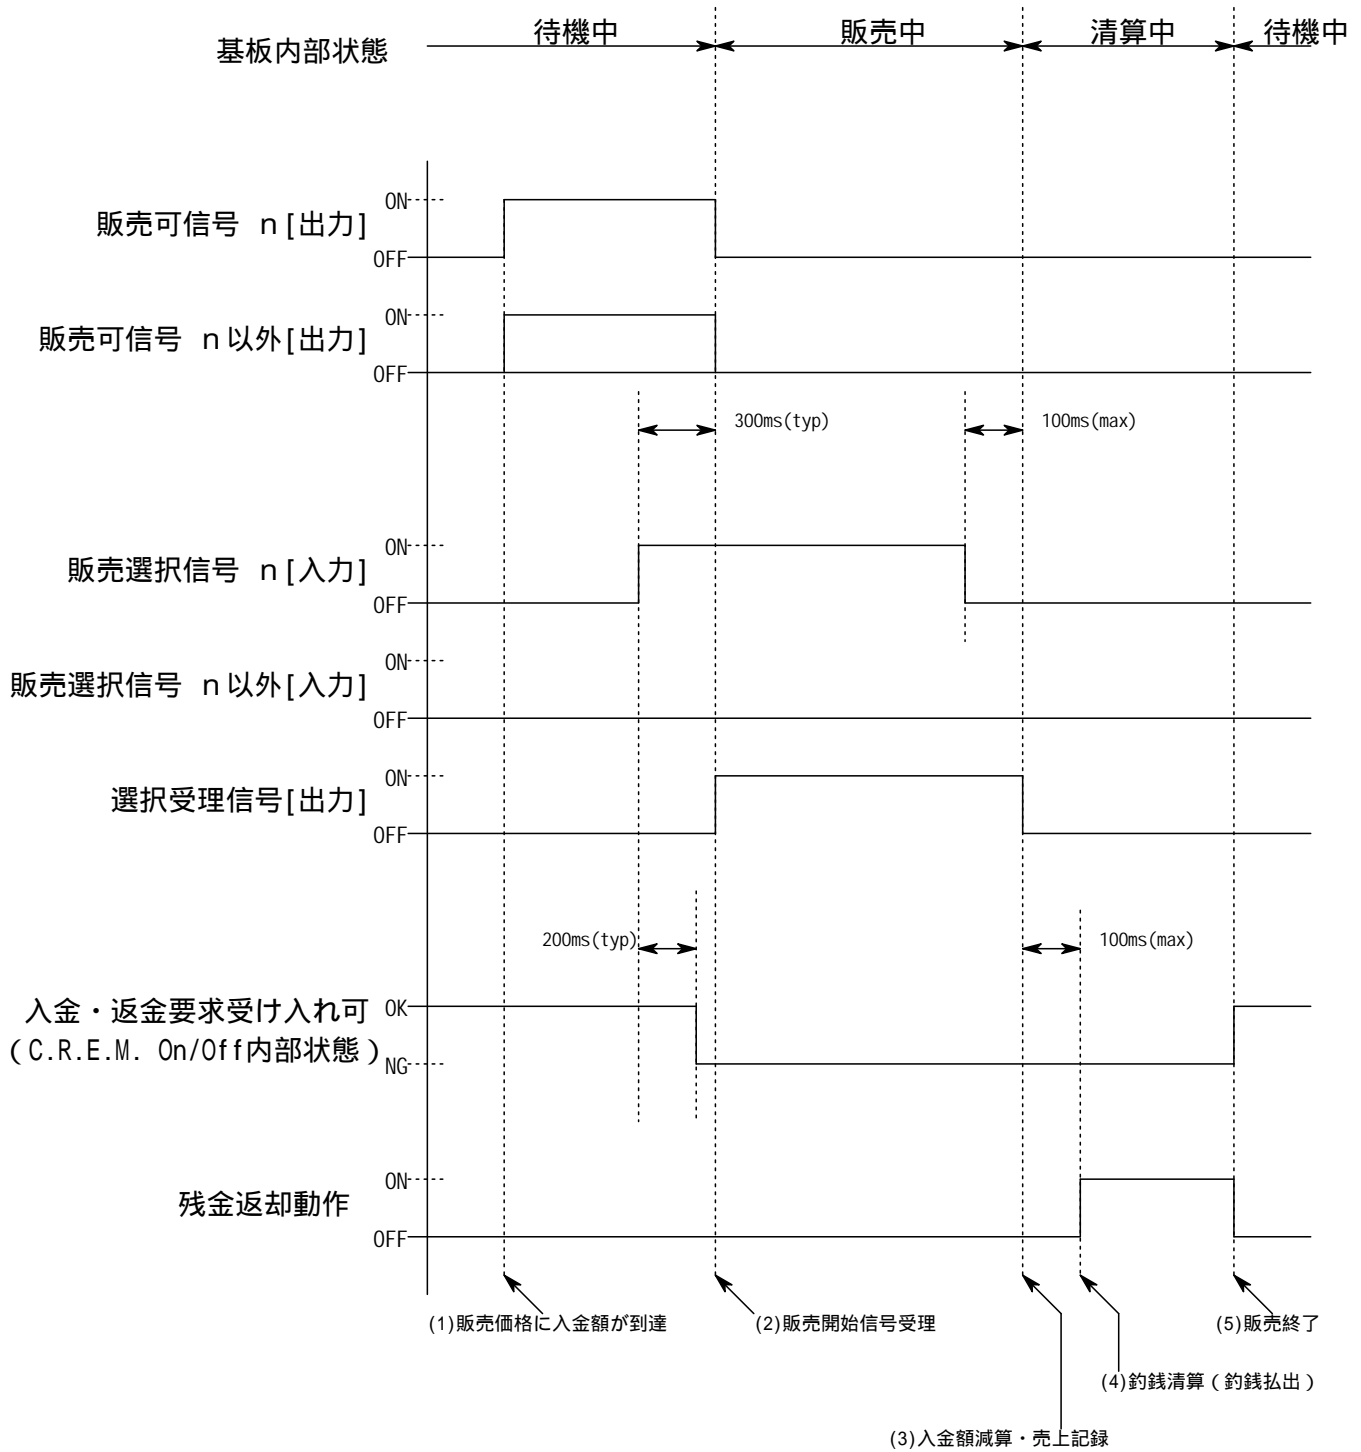 待機中 販売中 清算中 待機中
基板内部状態
ON
販売可信号 n[出力]
OFF
ON
販売可信号 n以外[出力]
OFF
300ms(typ) 100ms(max)
ON
販売選択信号 n[入力]
OFF
ON
販売選択信号 n以外[入力]
OFF
ON
選択受理信号[出力]
OFF
200ms(typ) 100ms(max)
入金・返金要求受け入れ可 OK
(C.R.E.M. On/Off内部状態) NG
ON
残金返却動作
OFF
(1)販売価格に入金額が到達 (2)販売開始信号受理 (5)販売終了
(4)釣銭清算(釣銭払出)
(3)入金額減算・売上記録